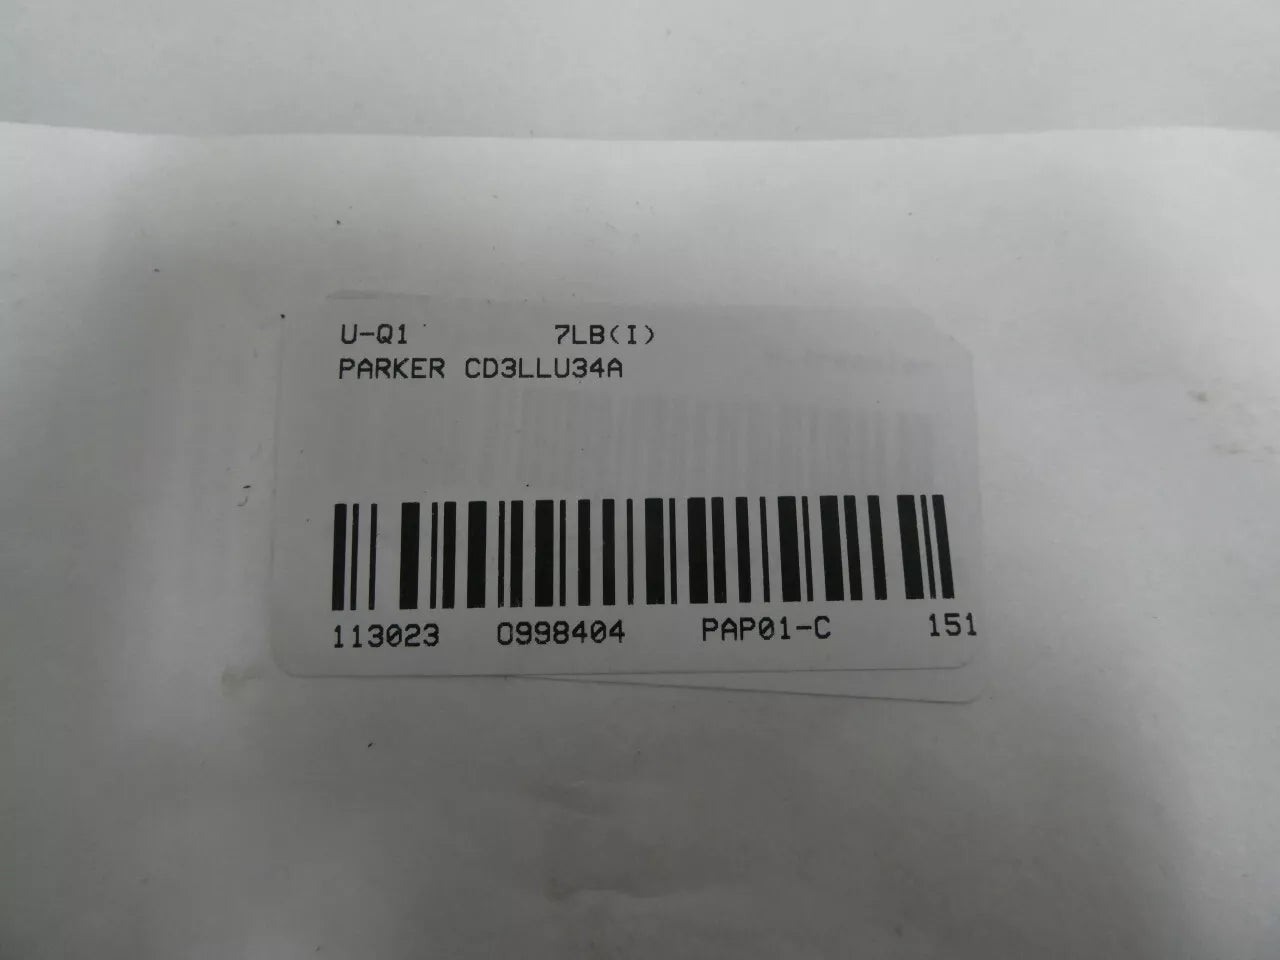 U-Q1 7LB(I)
PARKER CD3LLU34A
113023 0998404 PAP01-C 151